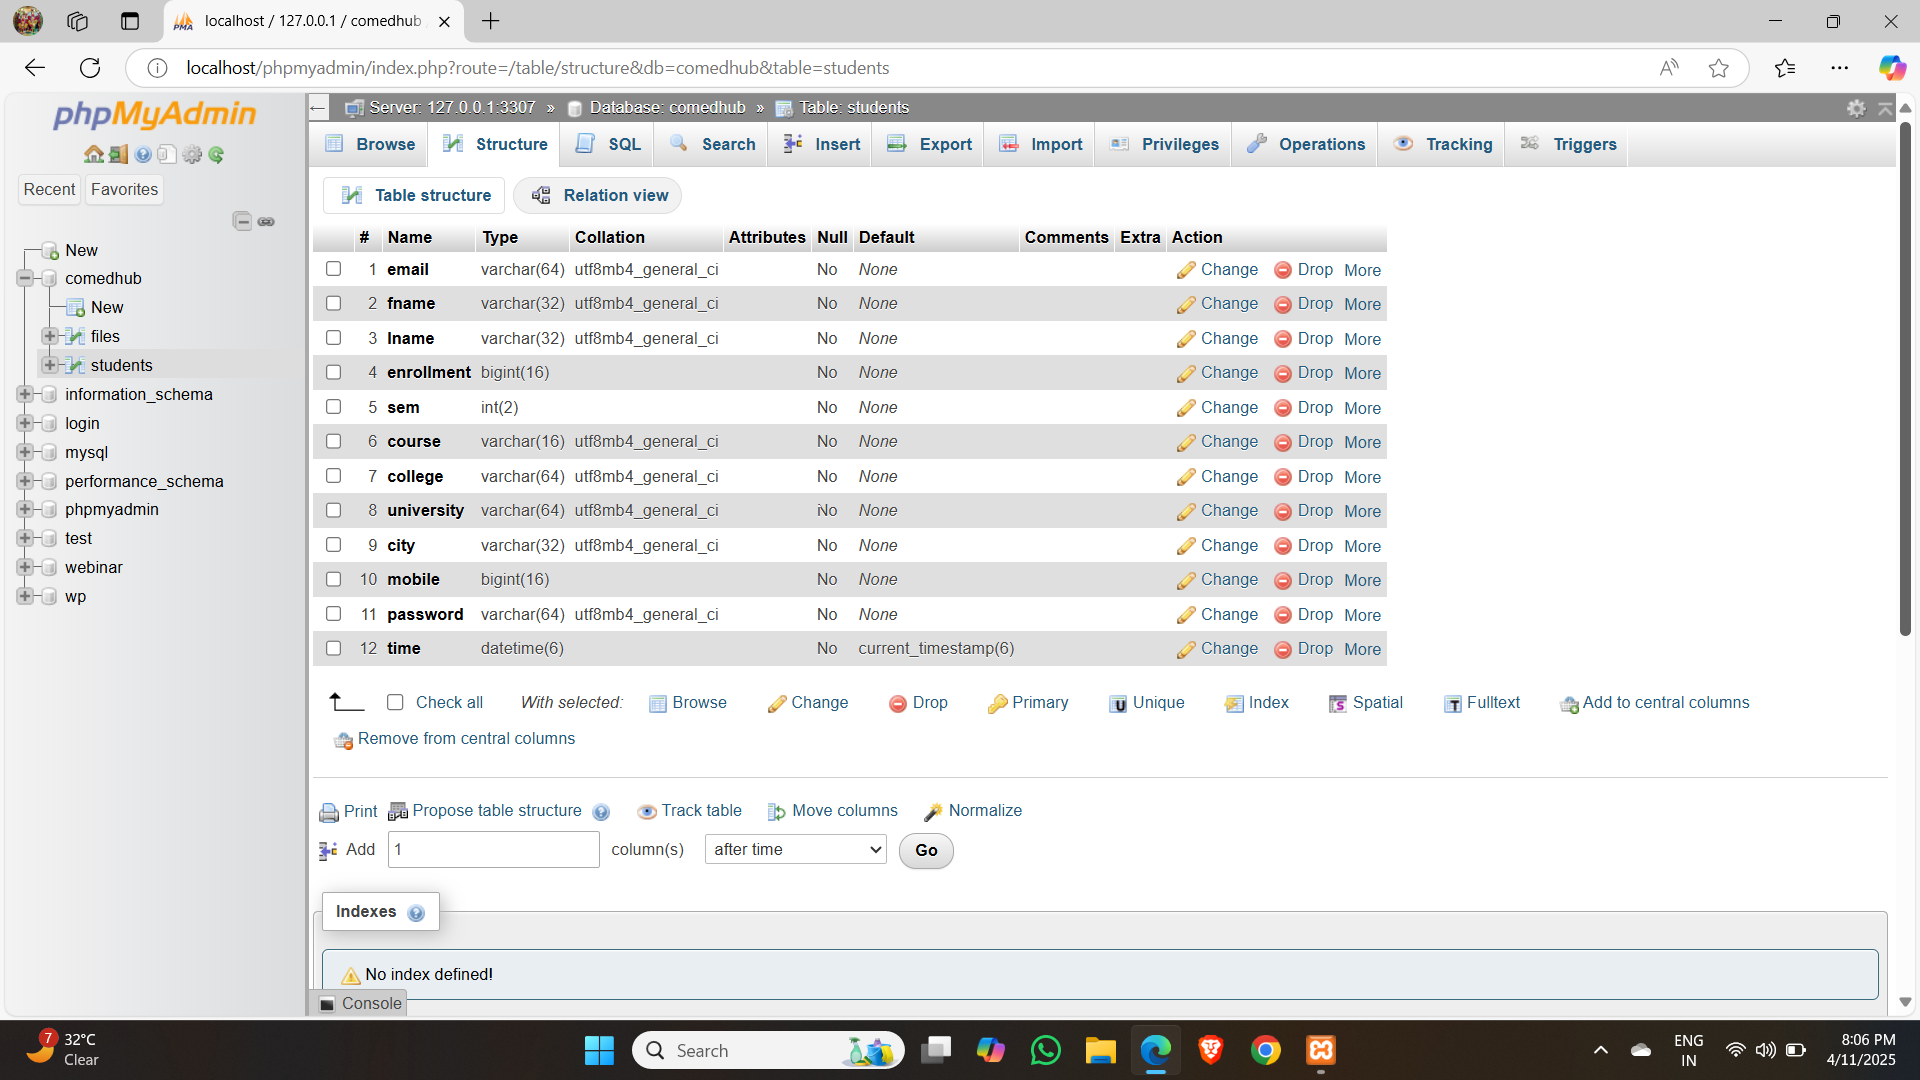 localhost / 127.0.0.1 / comedhub
localhost/phpmyadmin/index.php?route=/table/structure&db=comedhub&table=students
phpMyAdmin
Recent Favorites
New
comedhub
New
files
students
information_schema
login
mysql
performance_schema
phpmyadmin
test
webinar
wp
Server: 127.0.0.1:3307 » Database: comedhub » Table: students
Browse Structure SQL Search Insert Export Import Privileges Operations Tracking Triggers
Table structure Relation view
# Name Type Collation Attributes Null Default Comments Extra Action
1 email varchar(64) utf8mb4_general_ci No None Change Drop More
2 fname varchar(32) utf8mb4_general_ci No None Change Drop More
3 lname varchar(32) utf8mb4_general_ci No None Change Drop More
4 enrollment bigint(16) No None Change Drop More
5 sem int(2) No None Change Drop More
6 course varchar(16) utf8mb4_general_ci No None Change Drop More
7 college varchar(64) utf8mb4_general_ci No None Change Drop More
8 university varchar(64) utf8mb4_general_ci No None Change Drop More
9 city varchar(32) utf8mb4_general_ci No None Change Drop More
10 mobile bigint(16) No None Change Drop More
11 password varchar(64) utf8mb4_general_ci No None Change Drop More
12 time datetime(6) No current_timestamp(6) Change Drop More
Check all With selected: Browse Change Drop Primary Unique Index Spatial Fulltext Add to central columns
Remove from central columns
Print Propose table structure Track table Move columns Normalize
Add 1 column(s) after time Go
Indexes
No index defined!
Console
7 32°C
Clear
Search
ENG
IN
8:06 PM
4/11/2025